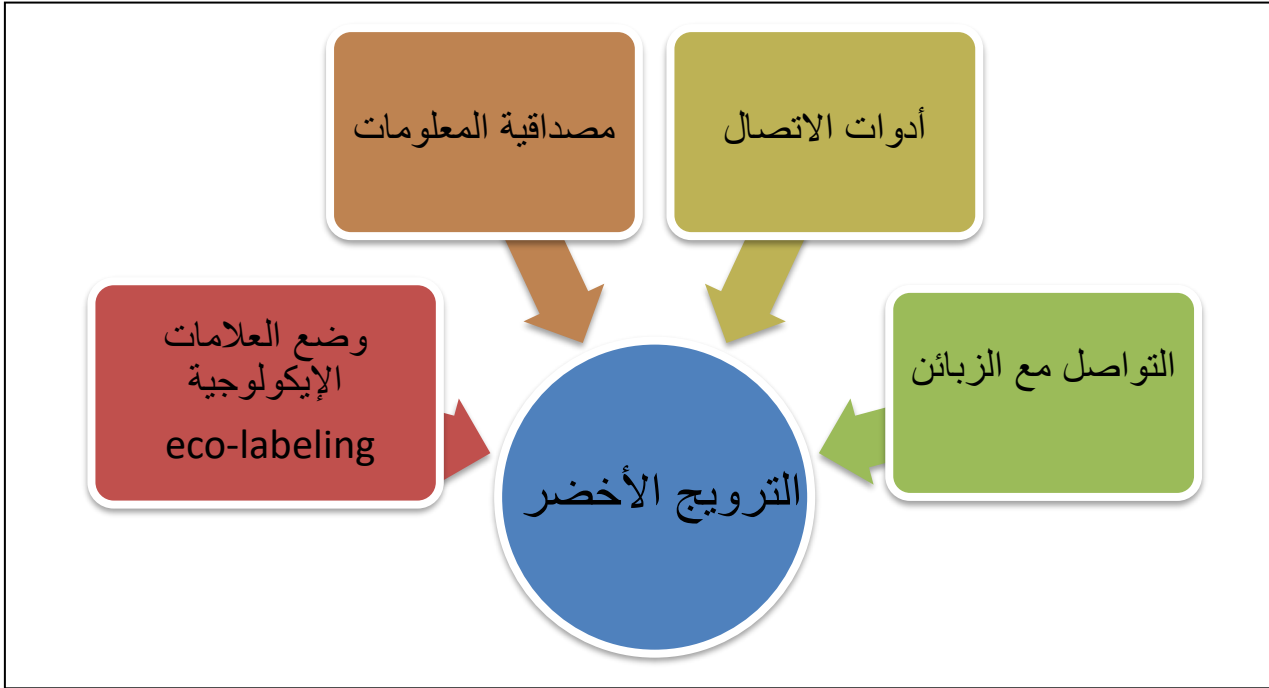 أدوات الاتصال
مصداقية المعلومات
التواصل مع الزبائن
وضع العلامات
الإيكولوجية
eco-labeling
الترويج الأخضر